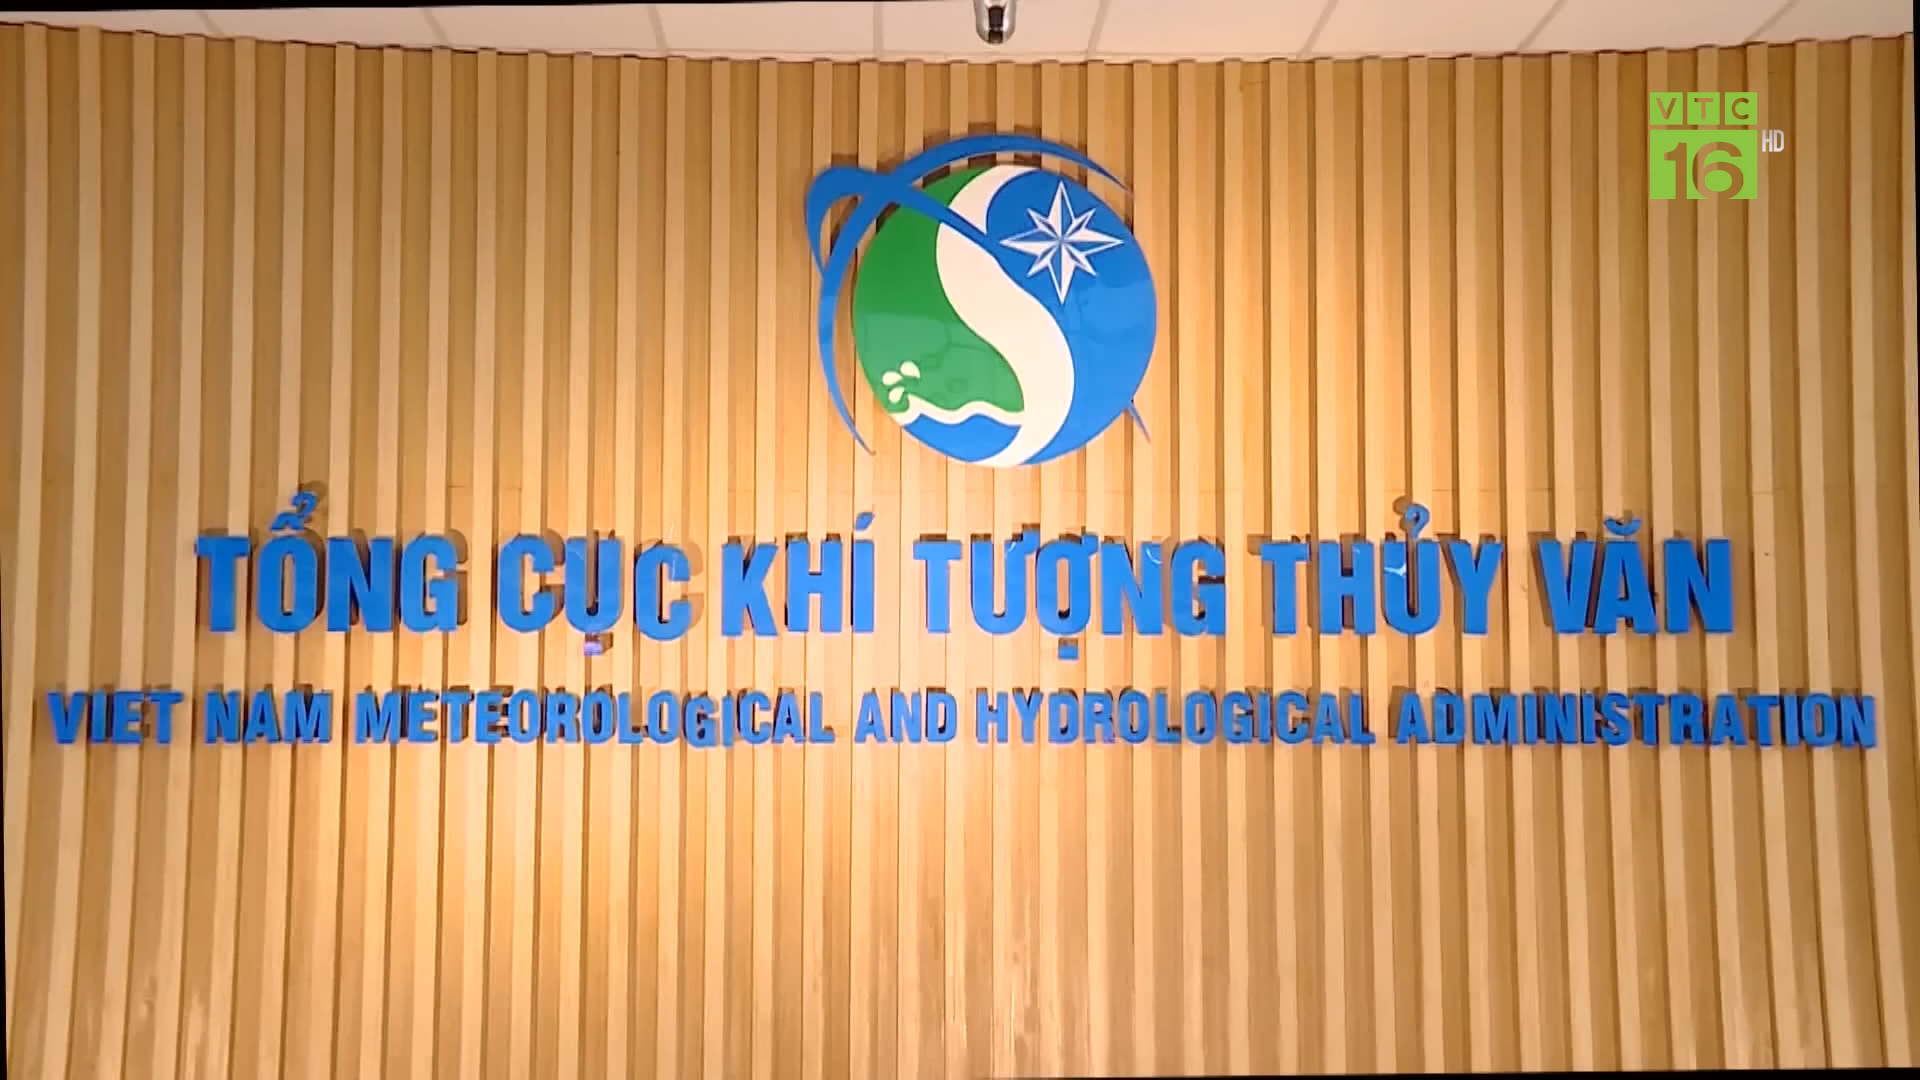 VTC
16 HD
TỔNG CỤC KHÍ TƯỢNG THỦY VĂN
VIET NAM METEOROLOGICAL AND HYDROLOGICAL ADMINISTRATION